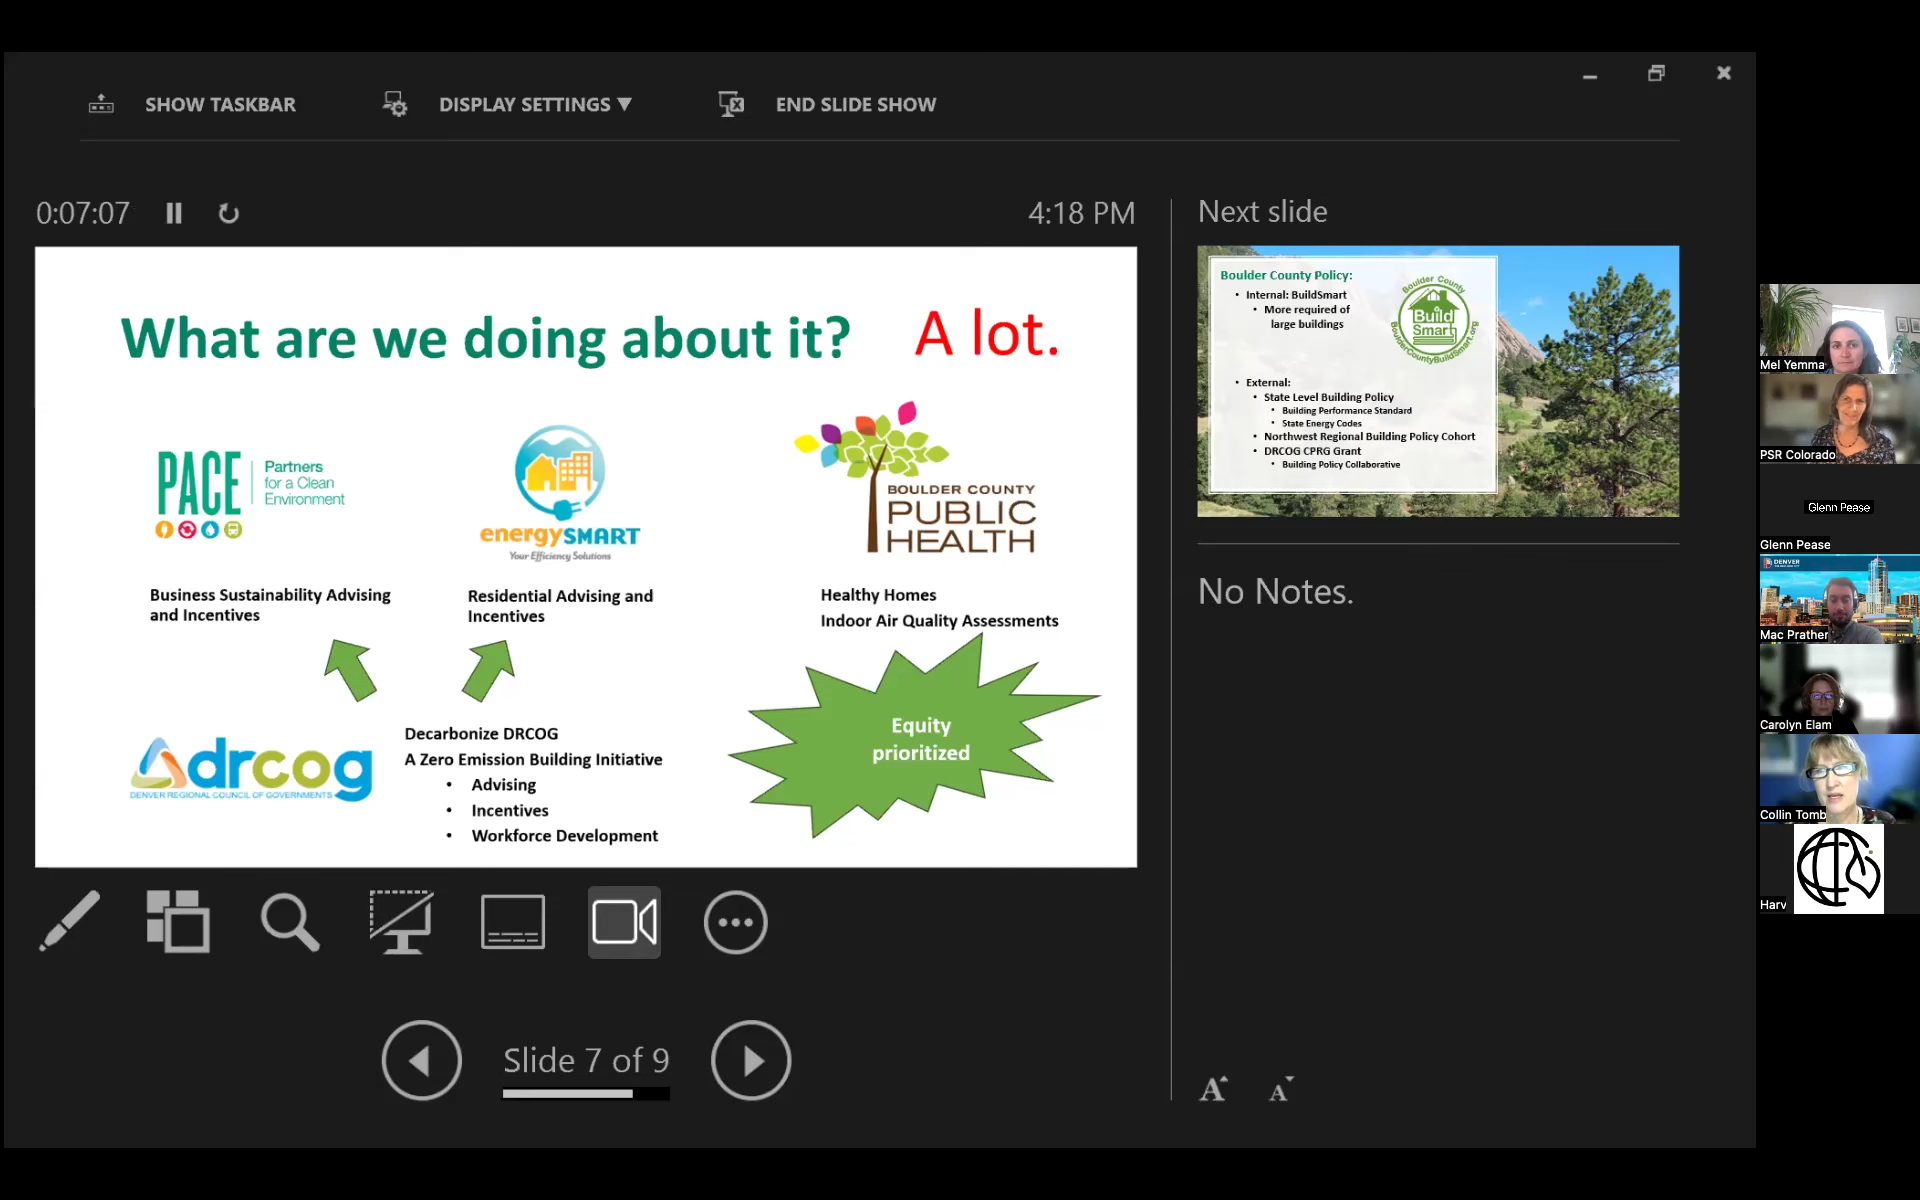 SHOW TASKBAR
DISPLAY SETTINGS ▼
END SLIDE SHOW
0:07:07
4:18 PM
What are we doing about it?
A lot.
PACE
Partners
for a Clean
Environment
energySMART
Your Efficiency Solutions
BOULDER COUNTY
PUBLIC
HEALTH
Business Sustainability Advising
and Incentives
Residential Advising and
Incentives
Healthy Homes
Indoor Air Quality Assessments
drcog
DENVER REGIONAL COUNCIL OF GOVERNMENTS
Decarbonize DRCOG
A Zero Emission Building Initiative
• Advising
• Incentives
• Workforce Development
Equity
prioritized
Slide 7 of 9
Next slide
Boulder County Policy:
• Internal: BuildSmart
• More required of
large buildings
Boulder County
Build
Smart
BoulderCountyBuildSmart.org
• External:
• State Level Building Policy
• Building Performance Standard
• State Energy Codes
• Northwest Regional Building Policy Cohort
• DRCOG CPRG Grant
• Building Policy Collaborative
No Notes.
A
A
Mel Yemma
PSR Colorado
Glenn Pease
Glenn Pease
DENVER
Mac Prather
Carolyn Elam
Collin Tomb
Harv